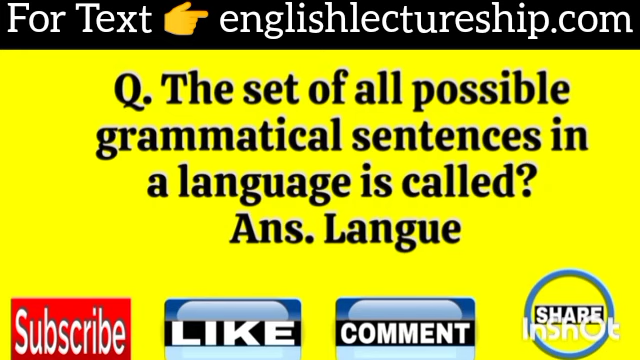 For Text 👉 englishlectureship.com
Q. The set of all possible
grammatical sentences in
a language is called?
Ans. Langue
Subscribe
LIKE
COMMENT
SHARE
InShOt